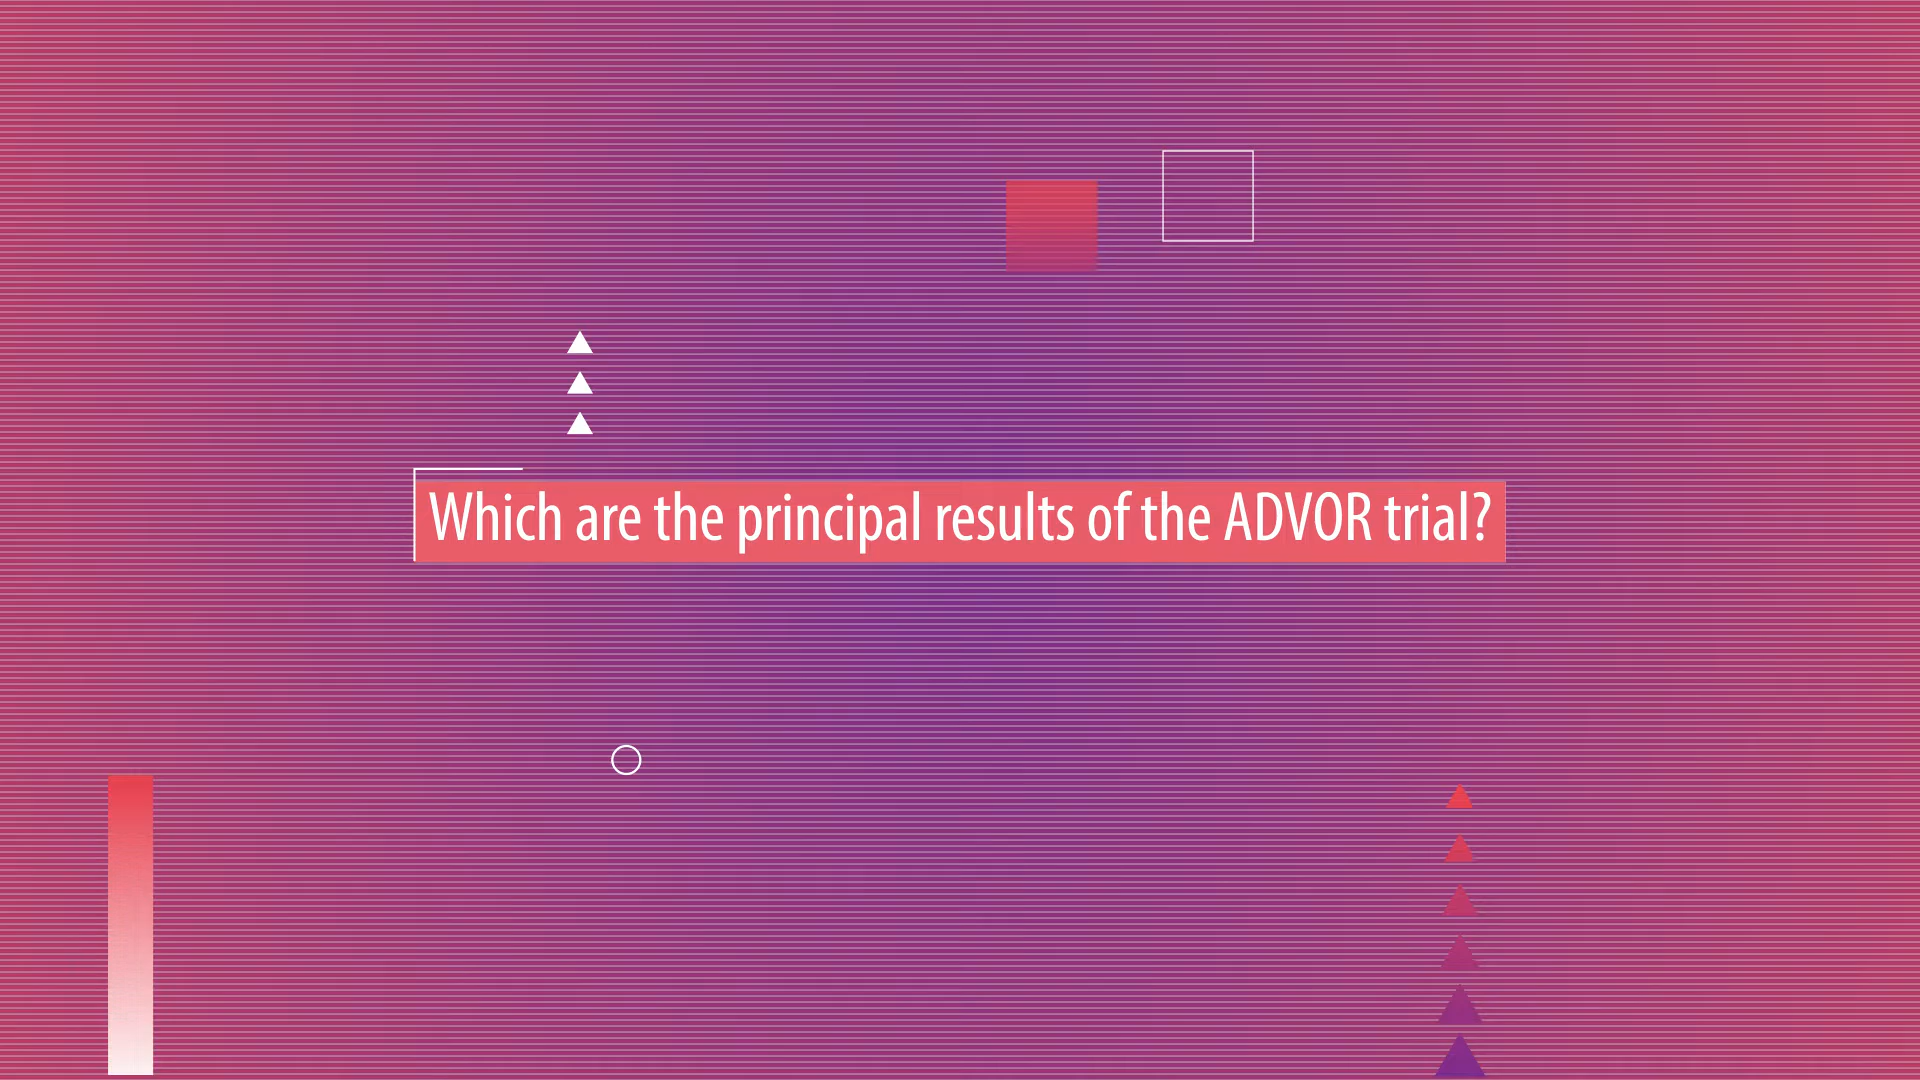 Which are the principal results of the ADVOR trial?